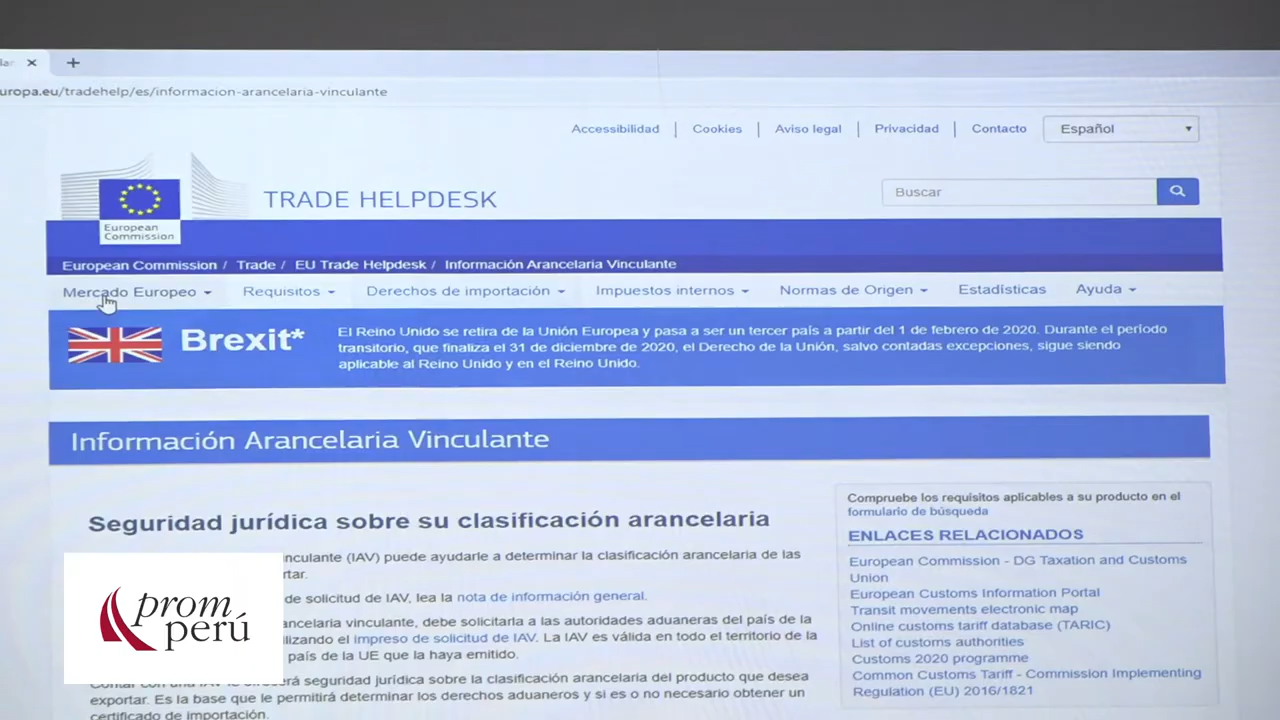 uropa.eu/tradehelp/es/informacion-arancelaria-vinculante
Accesibilidad | Cookies | Aviso legal | Privacidad | Contacto
Español
TRADE HELPDESK
Buscar
European
Commission
European Commission / Trade / EU Trade Helpdesk / Información Arancelaria Vinculante
Mercado Europeo Requisitos Derechos de importación Impuestos internos Normas de Origen Estadísticas Ayuda
Brexit*
El Reino Unido se retira de la Unión Europea y pasa a ser un tercer país a partir del 1 de febrero de 2020. Durante el período
transitorio, que finaliza el 31 de diciembre de 2020, el Derecho de la Unión, salvo contadas excepciones, sigue siendo
aplicable al Reino Unido y en el Reino Unido.
Información Arancelaria Vinculante
Seguridad jurídica sobre su clasificación arancelaria
nculante (IAV) puede ayudarle a determinar la clasificación arancelaria de las
rtar.
de solicitud de IAV, lea la nota de información general.
ancelaria vinculante, debe solicitarla a las autoridades aduaneras del país de la
ilizando el impreso de solicitud de IAV. La IAV es válida en todo el territorio de la
país de la UE que la haya emitido.
rá seguridad jurídica sobre la clasificación arancelaria del producto que desea
exportar. Es la base que le permitirá determinar los derechos aduaneros y si es o no necesario obtener un
certificado de importación.
Compruebe los requisitos aplicables a su producto en el
formulario de búsqueda
ENLACES RELACIONADOS
European Commission - DG Taxation and Customs
Union
European Customs Information Portal
Transit movements electronic map
Online customs tariff database (TARIC)
List of customs authorities
Customs 2020 programme
Common Customs Tariff - Commission Implementing
Regulation (EU) 2016/1821
prom
perú